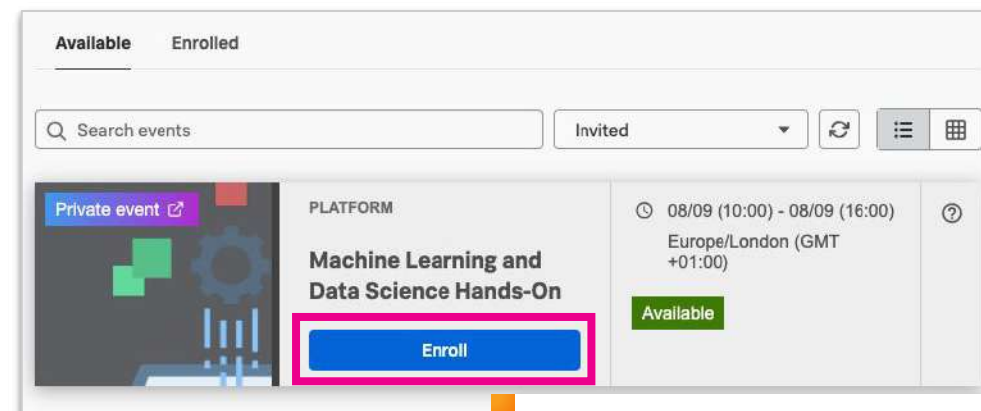 Available Enrolled
Search events Invited
Private event
PLATFORM
Machine Learning and
Data Science Hands-On
Enroll
08/09 (10:00) - 08/09 (16:00)
Europe/London (GMT
+01:00)
Available